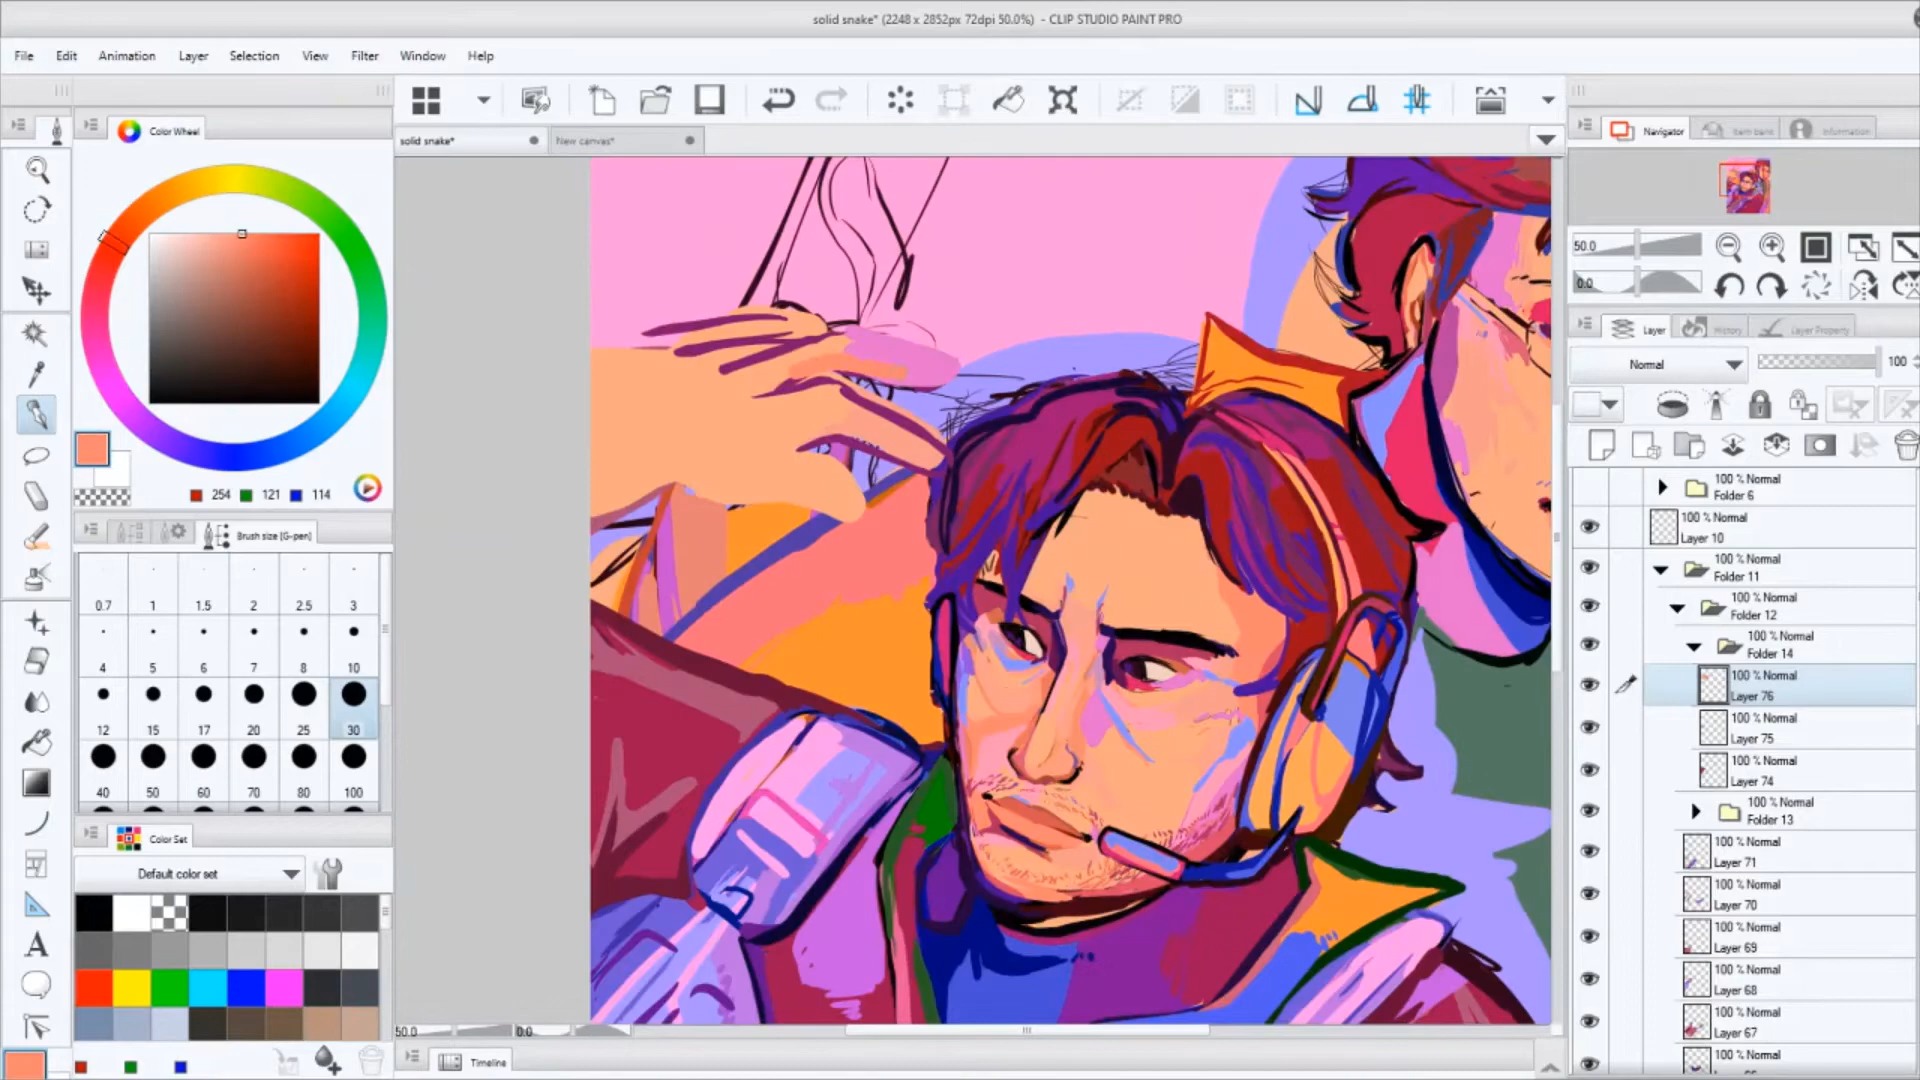 solid snake* (2248 x 2852px 72dpi 50.0%) - CLIP STUDIO PAINT PRO
File Edit Animation Layer Selection View Filter Window Help
Color Wheel
solid snake*
New canvas*
Navigator
Item bank
Information
50.0
0.0
Layer
History
Layer Property
Normal
100
254 121 114
Brush size [G-pen]
0.7 1 1.5 2 2.5 3
4 5 6 7 8 10
12 15 17 20 25 30
40 50 60 70 80 100
Color Set
Default color set
100 % Normal
Folder 6
100 % Normal
Layer 10
100 % Normal
Folder 11
100 % Normal
Folder 12
100 % Normal
Folder 14
100 % Normal
Layer 76
100 % Normal
Layer 75
100 % Normal
Layer 74
100 % Normal
Folder 13
100 % Normal
Layer 71
100 % Normal
Layer 70
100 % Normal
Layer 69
100 % Normal
Layer 68
100 % Normal
Layer 67
100 % Normal
50.0
0.0
Timeline